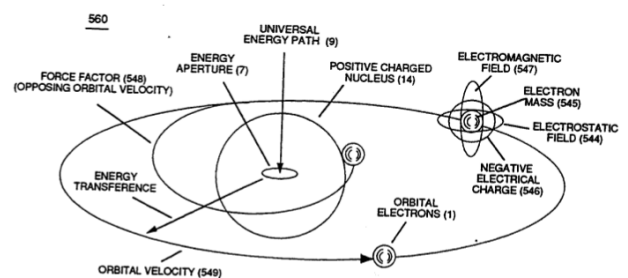 560
UNIVERSAL
ENERGY PATH (9)
ENERGY
APERTURE (7)
POSITIVE CHARGED
NUCLEUS (14)
FORCE FACTOR (548)
(OPPOSING ORBITAL VELOCITY)
ELECTROMAGNETIC
FIELD (547)
ELECTRON
MASS (545)
ELECTROSTATIC
FIELD (544)
NEGATIVE
ELECTRICAL
CHARGE (546)
ENERGY
TRANSFERENCE
ORBITAL
ELECTRONS (1)
ORBITAL VELOCITY (549)